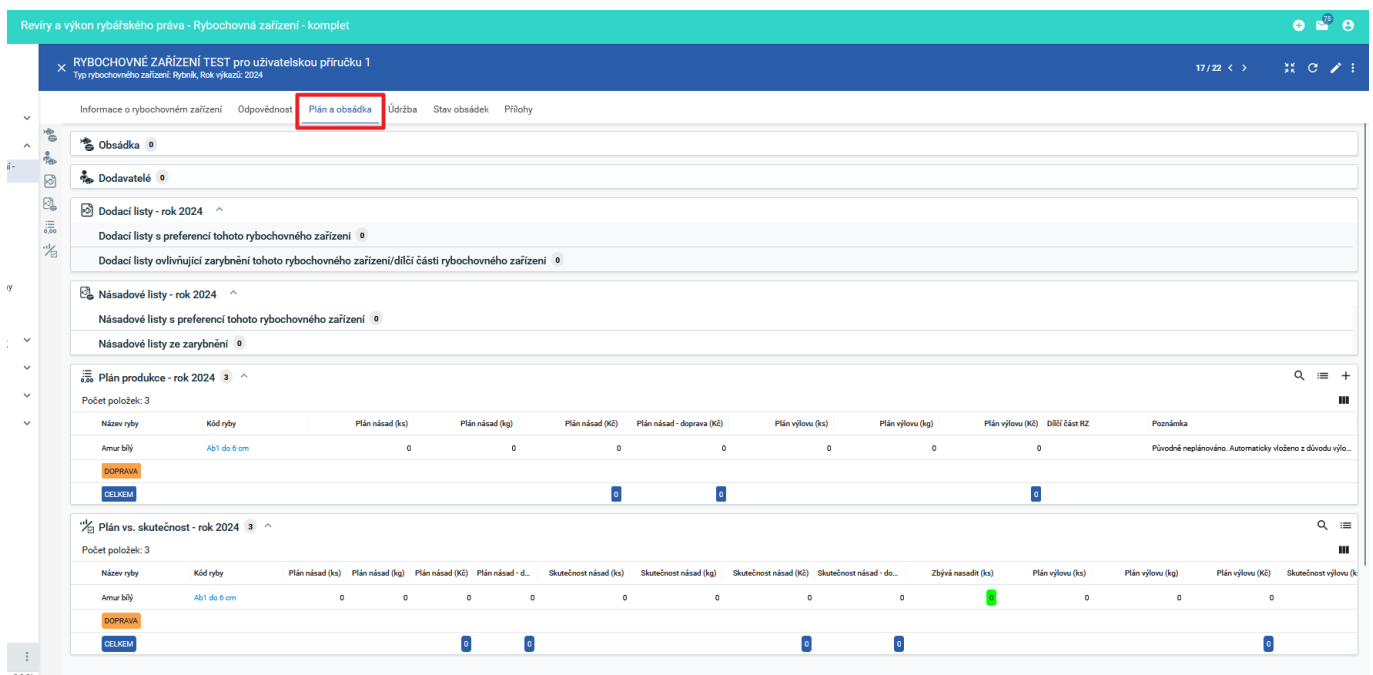 Revíry a výkon rybářského práva - Rybochovná zařízení - komplet
78
RYBOCHOVNÉ ZAŘÍZENÍ TEST pro uživatelskou příručku 1
Typ rybochovného zařízení: Rybník, Rok výkazů: 2024
17/22
Informace o rybochovném zařízení Odpovědnost Plán a obsádka Údržba Stav obsádek Přílohy
Obsádka 0
Dodavatelé 0
Dodací listy - rok 2024
Dodací listy s preferencí tohoto rybochovného zařízení 0
Dodací listy ovlivňující zarybnění tohoto rybochovného zařízení/dílčí části rybochovného zařízení 0
Násadové listy - rok 2024
Násadové listy s preferencí tohoto rybochovného zařízení 0
Násadové listy ze zarybnění 0
Plán produkce - rok 2024 3
Počet položek: 3
Název ryby Kód ryby Plán násad (ks) Plán násad (kg) Plán násad (Kč) Plán násad - doprava (Kč) Plán výlovu (ks) Plán výlovu (kg) Plán výlovu (Kč) Dílčí část RZ Poznámka
Amur bílý Ab1 do 6 cm 0 0 0 0 0 0 0 Původně neplánováno. Automaticky vloženo z důvodu výlo...
DOPRAVA
CELKEM 0 0 0
Plán vs. skutečnost - rok 2024 3
Počet položek: 3
Název ryby Kód ryby Plán násad (ks) Plán násad (kg) Plán násad (Kč) Plán násad - d... Skutečnost násad (ks) Skutečnost násad (kg) Skutečnost násad (Kč) Skutečnost násad - do... Zbývá nasadit (ks) Plán výlovu (ks) Plán výlovu (kg) Plán výlovu (Kč) Skutečnost výlovu (k
Amur bílý Ab1 do 6 cm 0 0 0 0 0 0 0 0 0 0 0 0
DOPRAVA
CELKEM 0 0 0 0 0